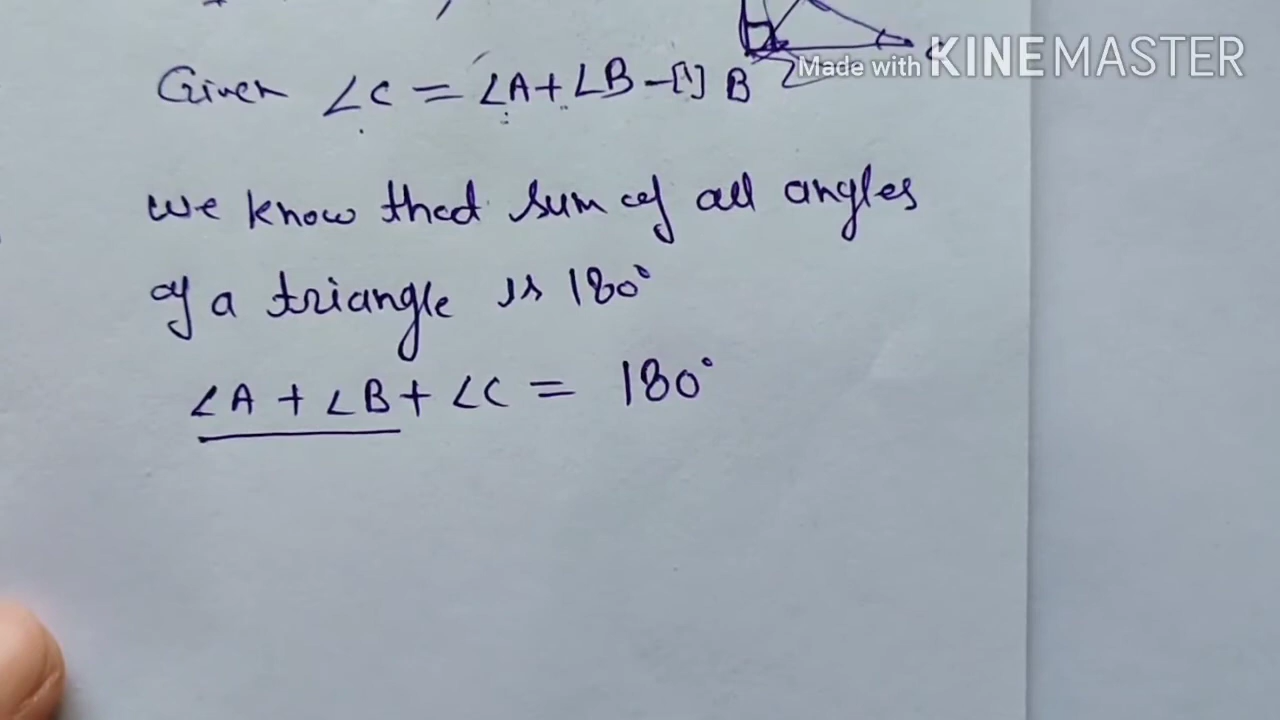 Given ∠C = ∠A + ∠B – [1] B
Made with KINEMASTER
we know that sum of all angles
of a triangle is 180°
∠A + ∠B + ∠C = 180°